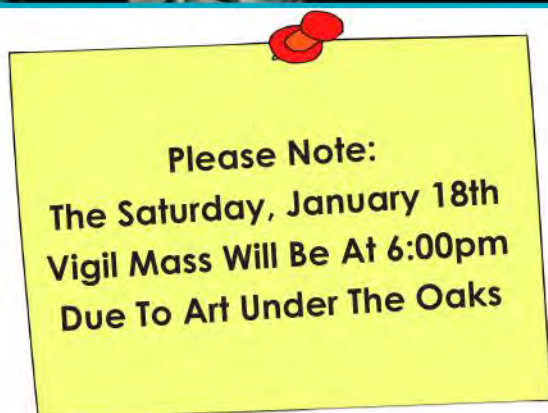 Please Note:
The Saturday, January 18th
Vigil Mass Will Be At 6:00pm
Due To Art Under The Oaks